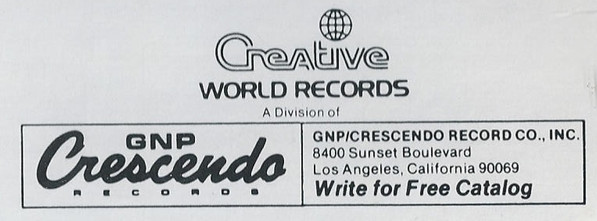 Creative
WORLD RECORDS
A Division of
GNP
Crescendo
RECORDS
GNP/CRESCENDO RECORD CO., INC.
8400 Sunset Boulevard
Los Angeles, California 90069
Write for Free Catalog